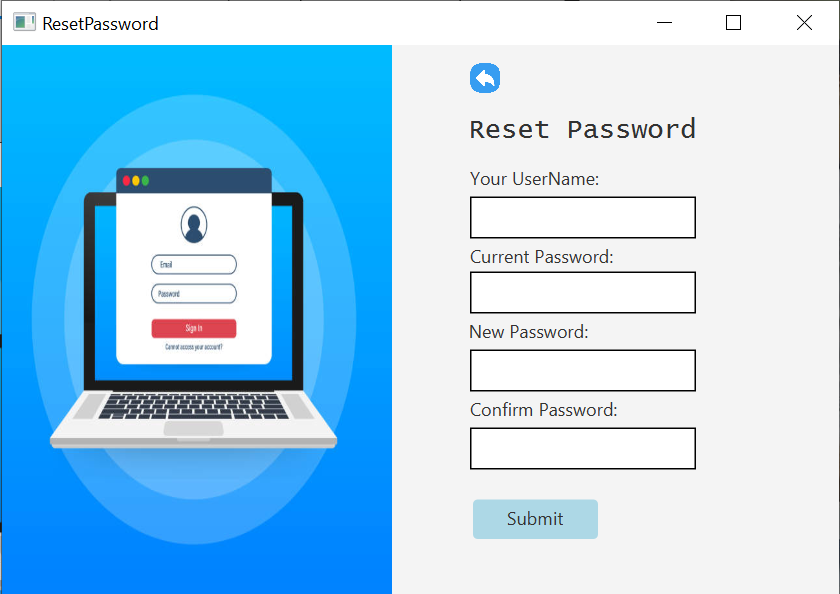 ResetPassword
Email
Password
Sign in
Cannot access your account?
Reset Password
Your UserName:
Current Password:
New Password:
Confirm Password:
Submit